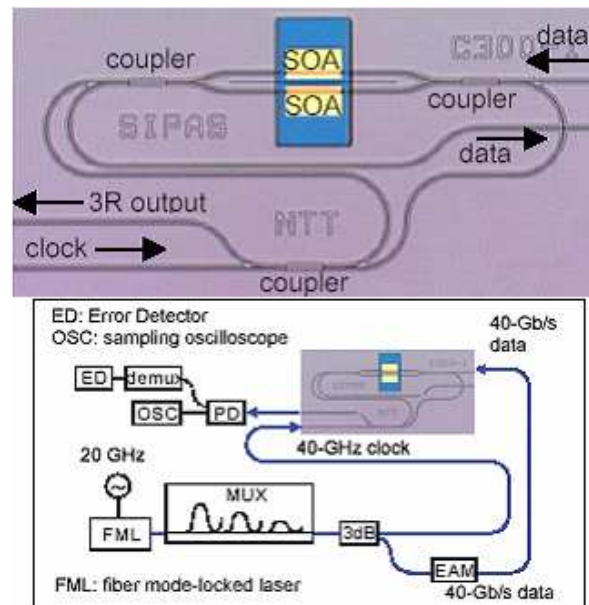 C300
data
SOA
coupler
SOA
coupler
SIPAS
data
3R output
NTT
clock
coupler
ED: Error Detector
OSC: sampling oscilloscope
40-Gb/s
data
ED
demux
OSC
PD
40-GHz clock
20 GHz
MUX
FML
3dB
EAM
FML: fiber mode-locked laser
40-Gb/s data